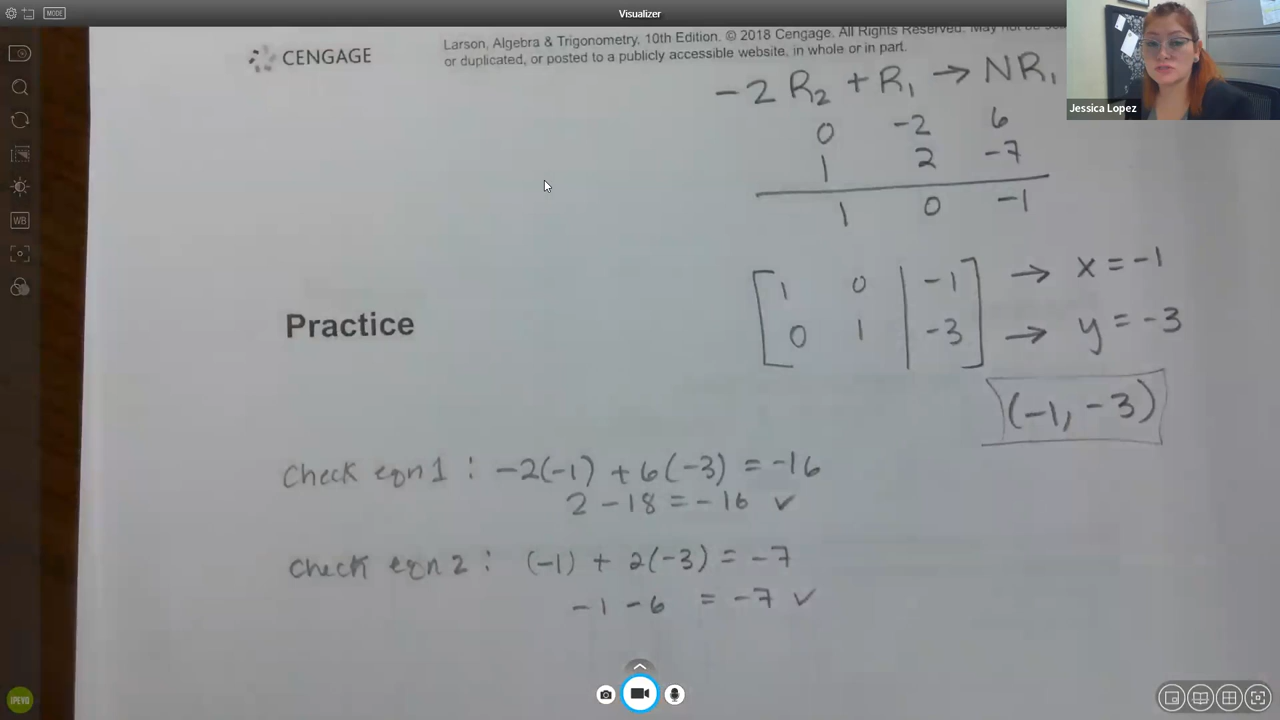 MODE
Visualizer
CENGAGE
Larson, Algebra & Trigonometry, 10th Edition. © 2018 Cengage. All Rights Reserved. May not be
or duplicated, or posted to a publicly accessible website, in whole or in part.
Jessica Lopez
-2 R₂ + R₁ → NR₁
0 -2 6
1 2 -7
1 0 -1
[1 0 | -1] → x = -1
[0 1 | -3] → y = -3
(-1, -3)
Practice
Check eqn 1 : -2(-1) + 6(-3) = -16
2 - 18 = -16 ✓
Check eqn 2 : (-1) + 2(-3) = -7
-1 - 6 = -7 ✓
WB
IPEVO